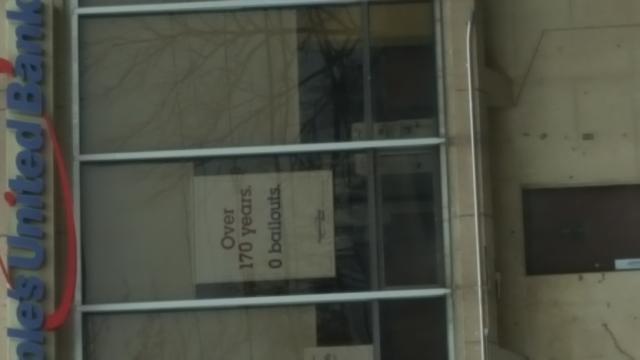 ple's United Bank
Over
170 years.
0 bailouts.